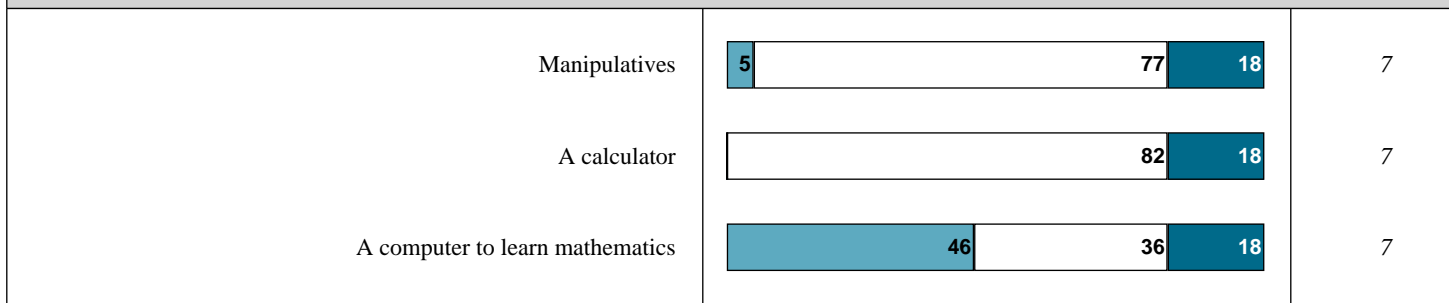 Manipulatives 5 77 18 7
A calculator 82 18 7
A computer to learn mathematics 46 36 18 7